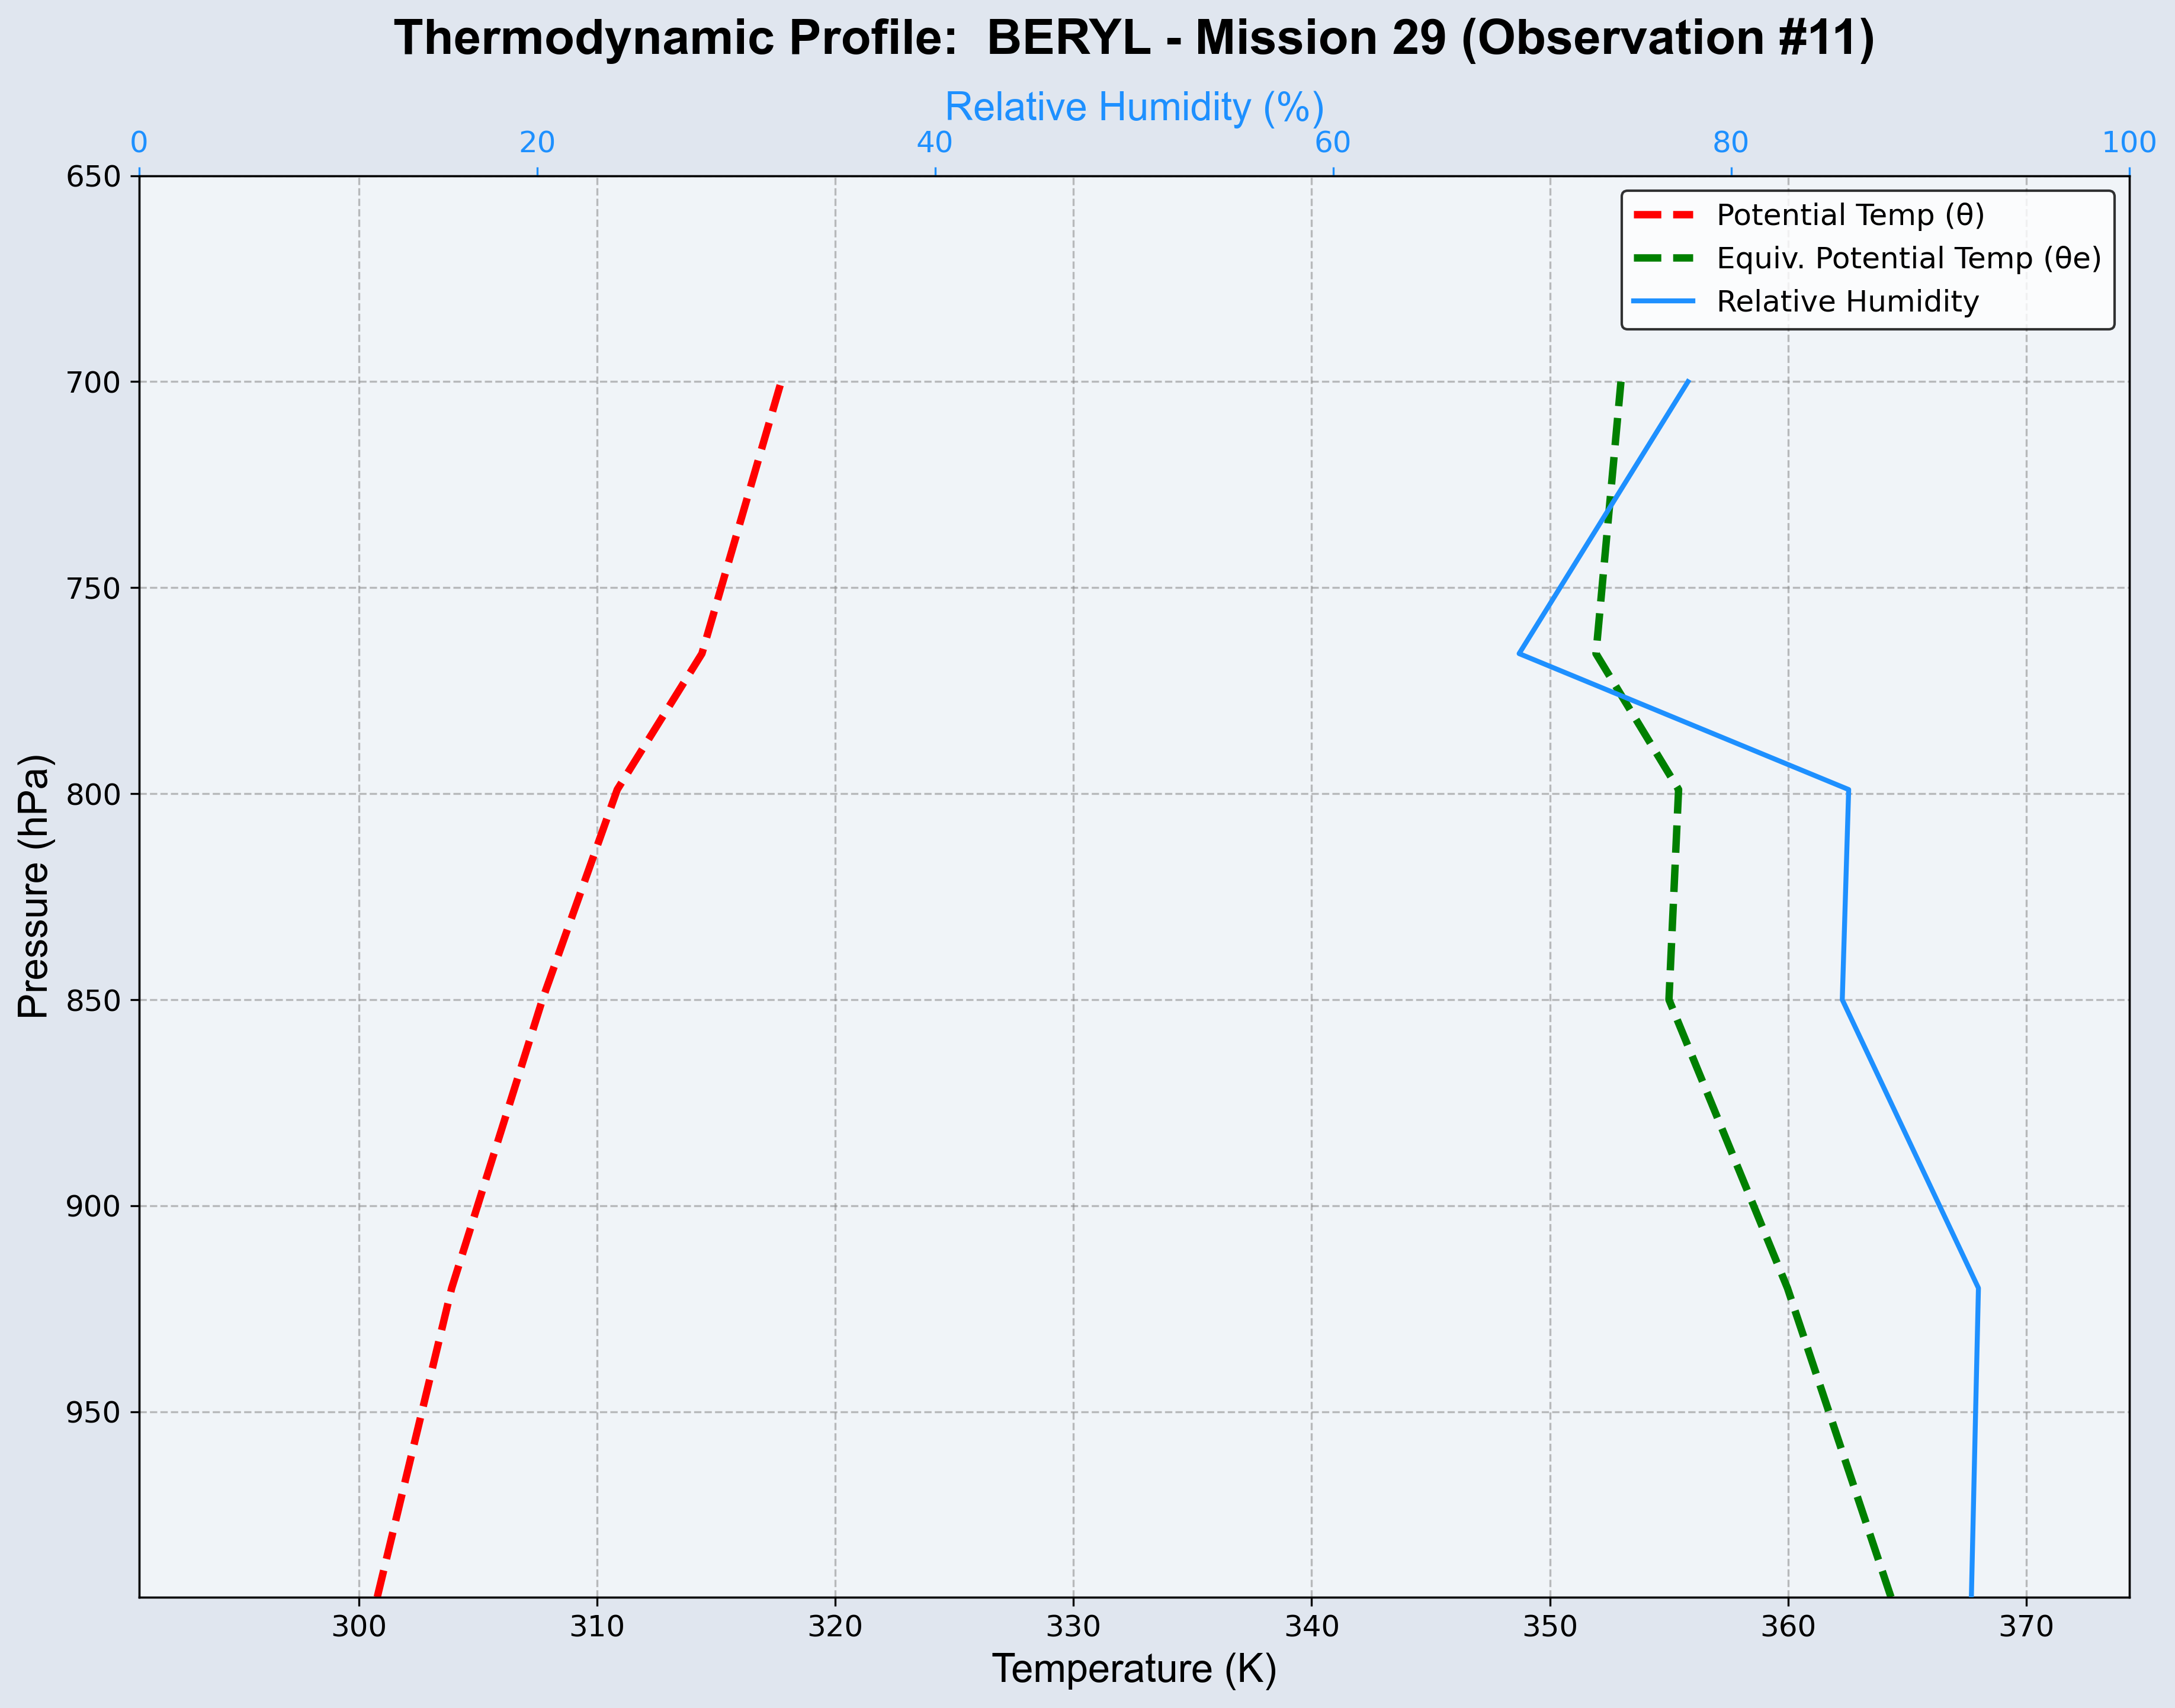 Thermodynamic Profile:  BERYL - Mission 29 (Observation #11)
Relative Humidity (%)
0 20 40 60 80 100
Potential Temp (θ)
Equiv. Potential Temp (θe)
Relative Humidity
Pressure (hPa)
650
700
750
800
850
900
950
300 310 320 330 340 350 360 370
Temperature (K)